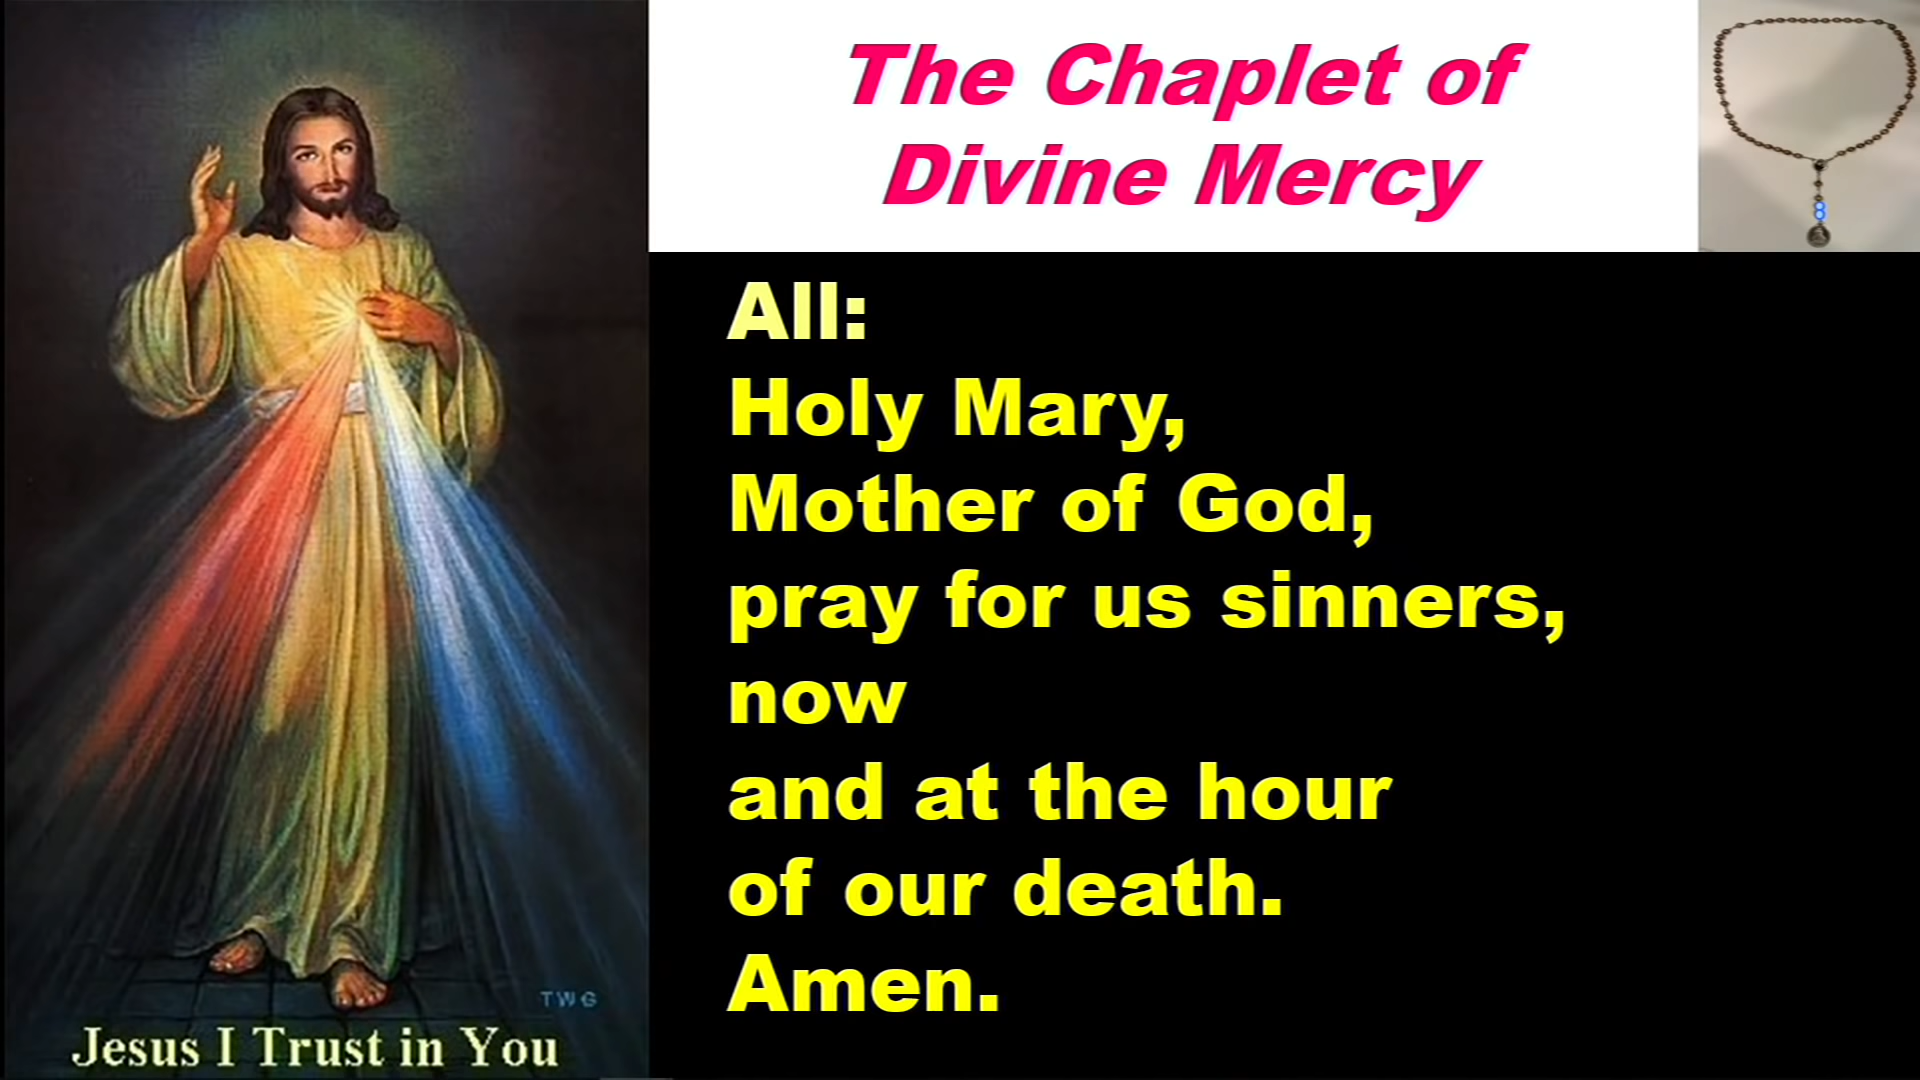 The Chaplet of
Divine Mercy
All:
Holy Mary,
Mother of God,
pray for us sinners,
now
and at the hour
of our death.
Amen.
TWG
Jesus I Trust in You